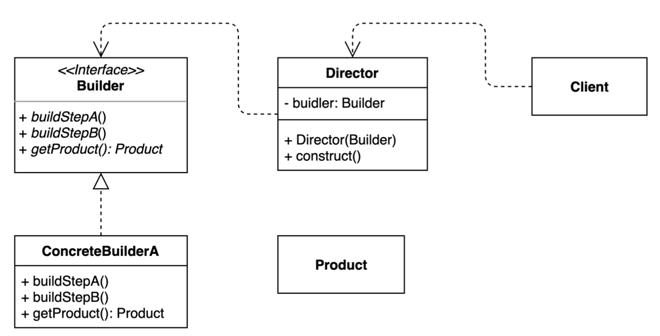 <<Interface>>
Builder
+ buildStepA()
+ buildStepB()
+ getProduct(): Product
Director
- buidler: Builder
+ Director(Builder)
+ construct()
Client
ConcreteBuilderA
+ buildStepA()
+ buildStepB()
+ getProduct(): Product
Product